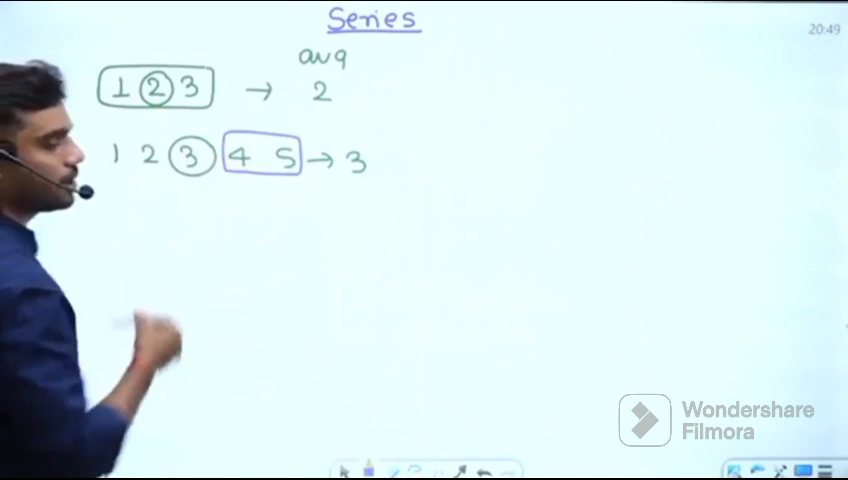 Series
20:49
avg
1 2 3 → 2
1 2 3 4 5 → 3
Wondershare
Filmora